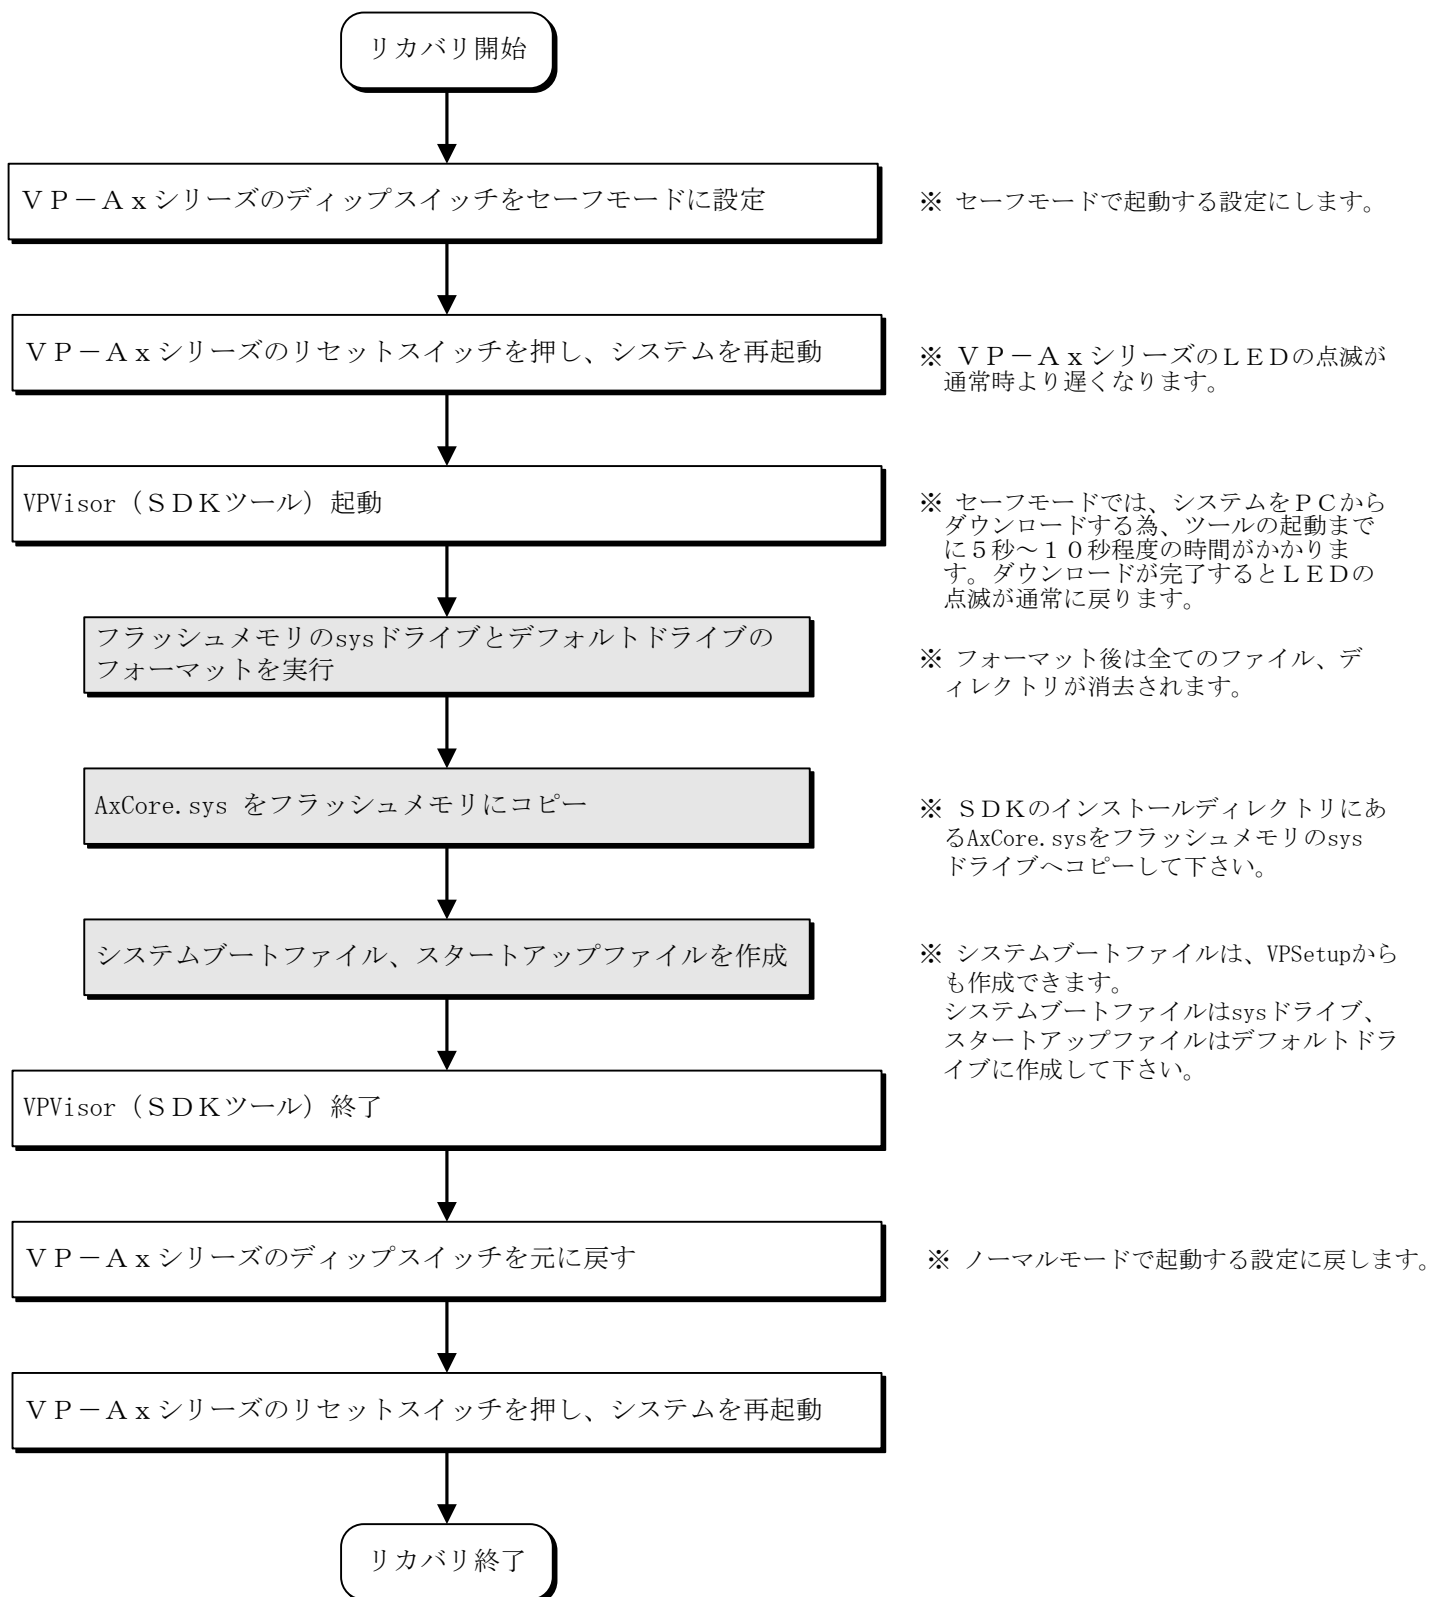 リカバリ開始
ＶＰ－Ａｘシリーズのディップスイッチをセーフモードに設定
※ セーフモードで起動する設定にします。
ＶＰ－Ａｘシリーズのリセットスイッチを押し、システムを再起動
※ ＶＰ－ＡｘシリーズのＬＥＤの点滅が
通常時より遅くなります。
VPVisor（ＳＤＫツール）起動
※ セーフモードでは、システムをＰＣから
ダウンロードする為、ツールの起動まで
に５秒～１０秒程度の時間がかかりま
す。ダウンロードが完了するとＬＥＤの
点滅が通常に戻ります。
フラッシュメモリのsysドライブとデフォルトドライブの
フォーマットを実行
※ フォーマット後は全てのファイル、デ
ィレクトリが消去されます。
AxCore.sys をフラッシュメモリにコピー
※ ＳＤＫのインストールディレクトリにあ
るAxCore.sysをフラッシュメモリのsys
ドライブへコピーして下さい。
システムブートファイル、スタートアップファイルを作成
※ システムブートファイルは、VPSetupから
も作成できます。
システムブートファイルはsysドライブ、
スタートアップファイルはデフォルトドラ
イブに作成して下さい。
VPVisor（ＳＤＫツール）終了
ＶＰ－Ａｘシリーズのディップスイッチを元に戻す
※ ノーマルモードで起動する設定に戻します。
ＶＰ－Ａｘシリーズのリセットスイッチを押し、システムを再起動
リカバリ終了